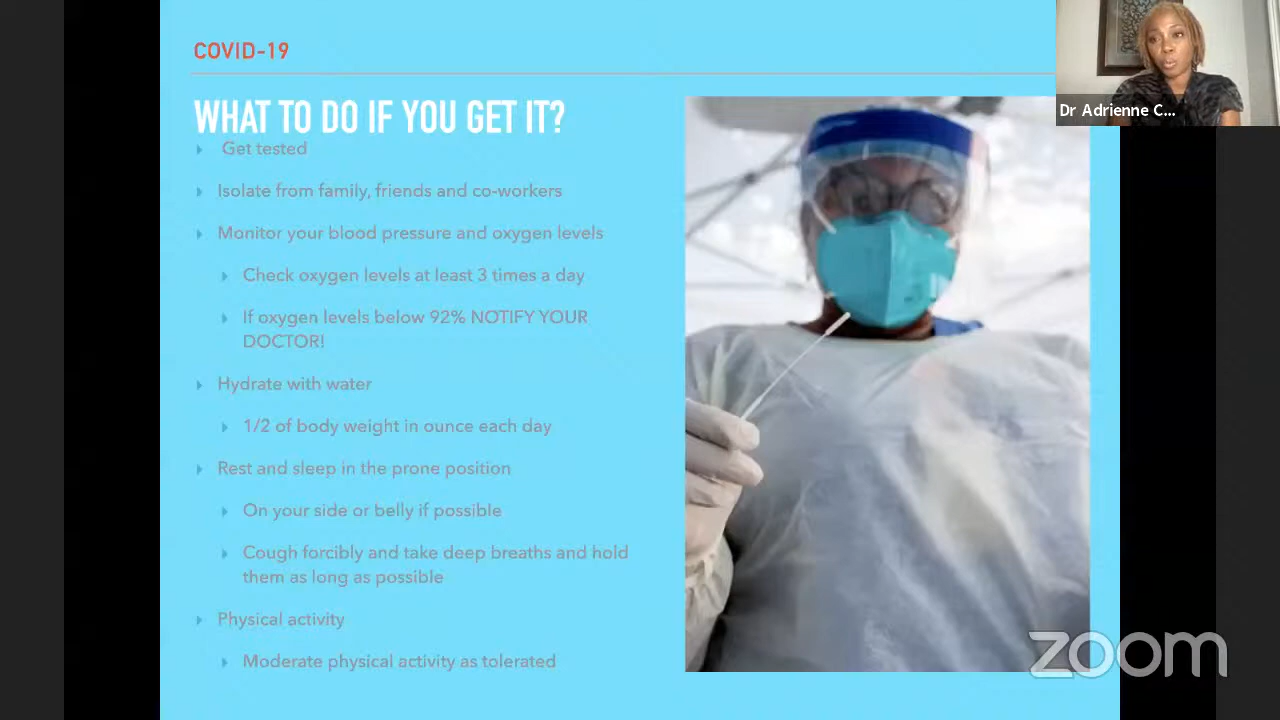 COVID-19
Dr Adrienne C...
WHAT TO DO IF YOU GET IT?
Get tested
Isolate from family, friends and co-workers
Monitor your blood pressure and oxygen levels
Check oxygen levels at least 3 times a day
If oxygen levels below 92% NOTIFY YOUR
DOCTOR!
Hydrate with water
1/2 of body weight in ounce each day
Rest and sleep in the prone position
On your side or belly if possible
Cough forcibly and take deep breaths and hold
them as long as possible
Physical activity
Moderate physical activity as tolerated
zoom